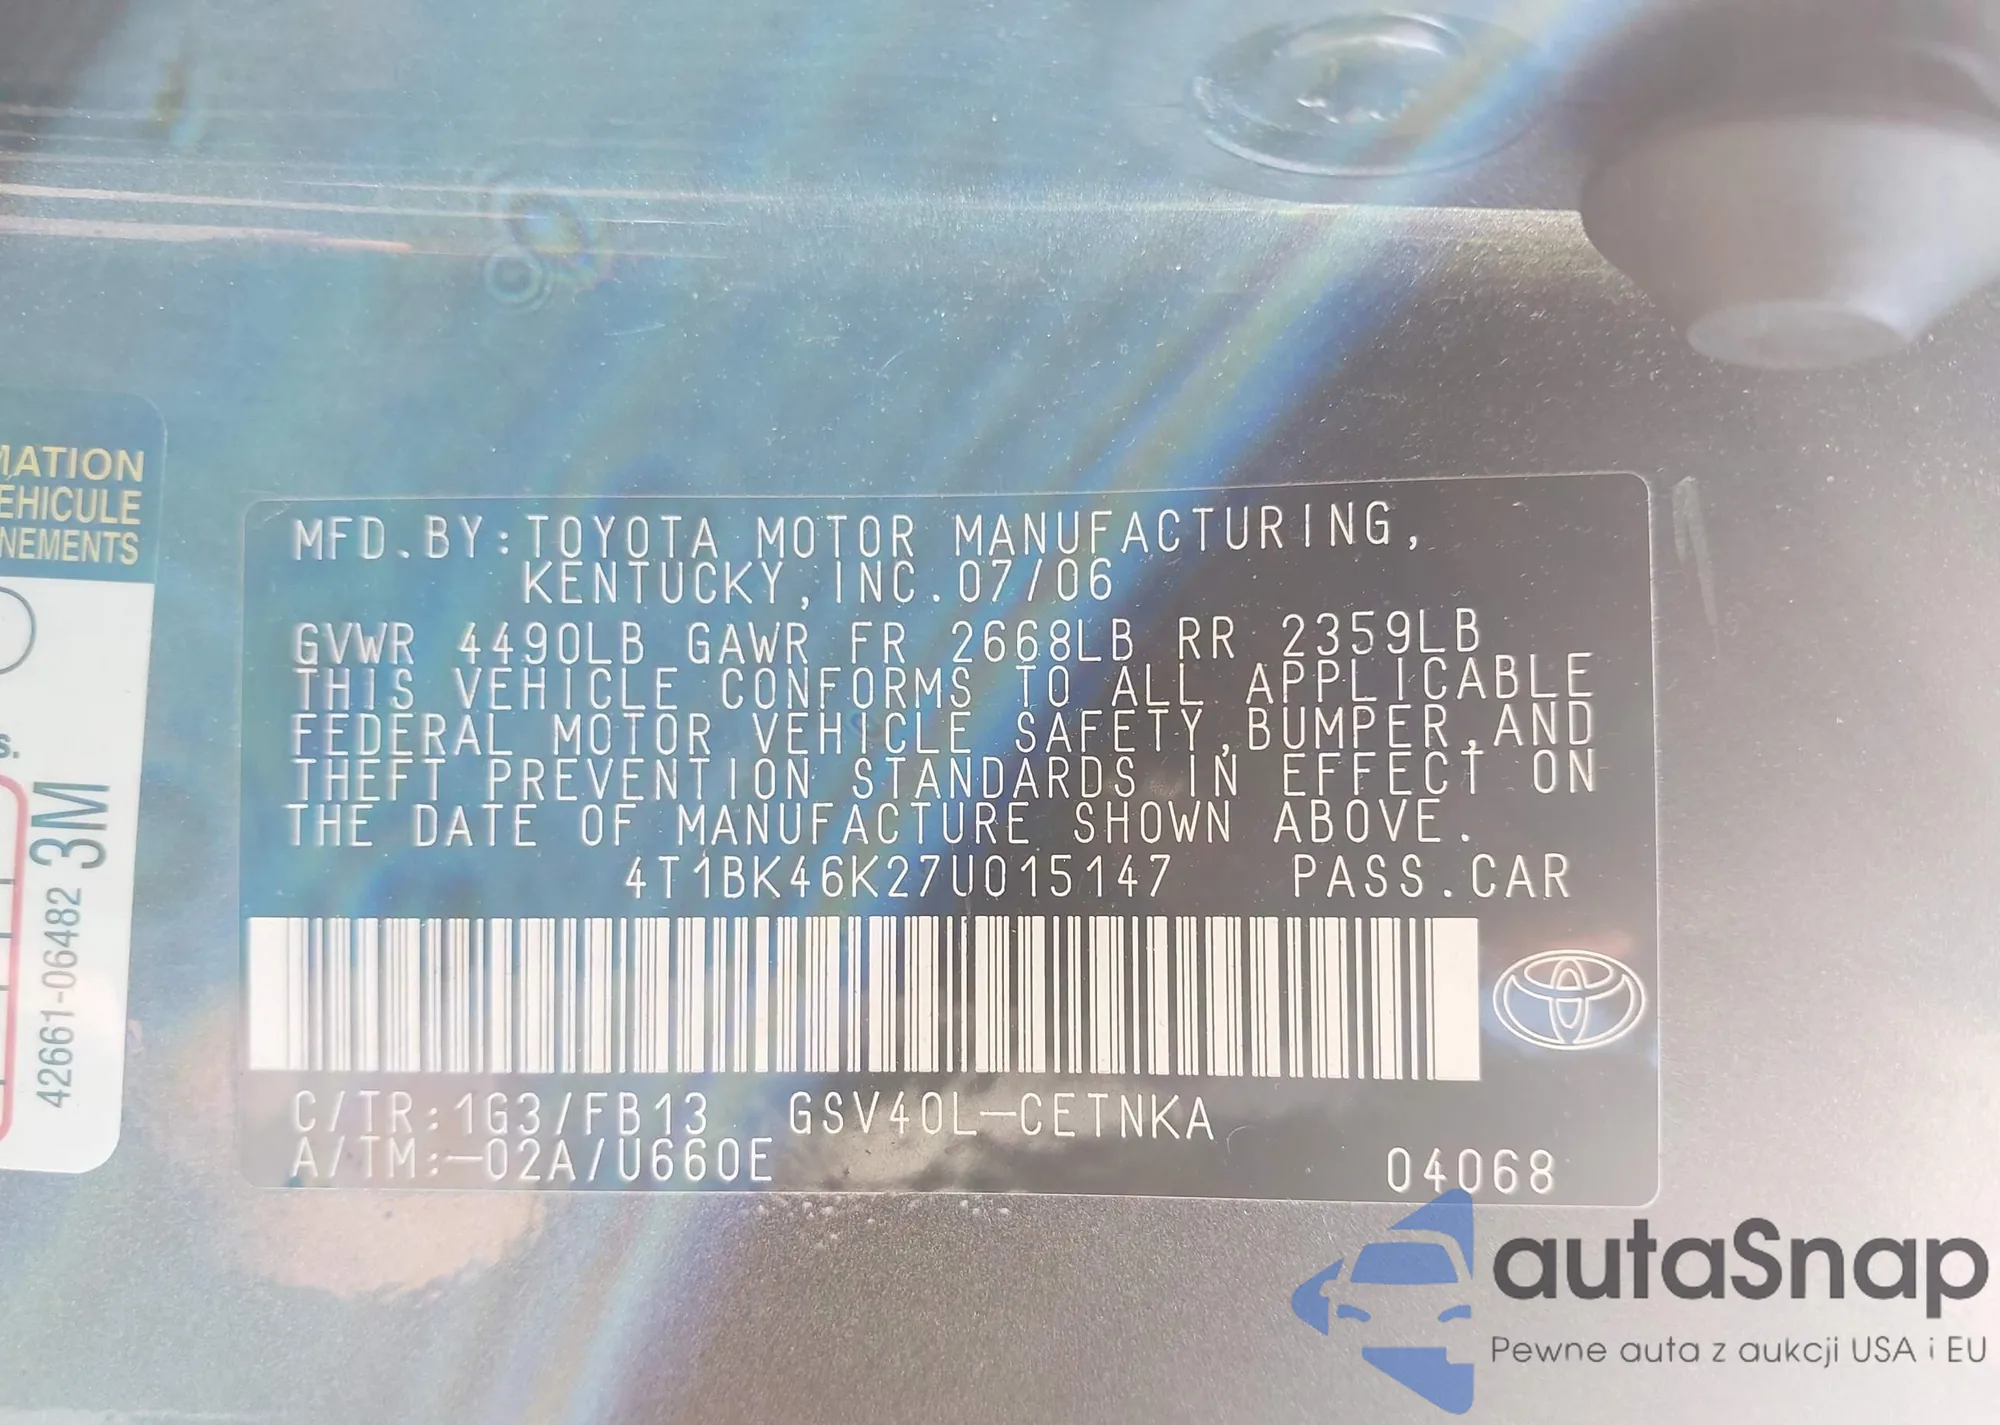 MATION
EHICULE
NEMENTS
s.
3M
42661-06482
MFD.BY:TOYOTA MOTOR MANUFACTURING,
KENTUCKY,INC.07/06
GVWR 4490LB GAWR FR 2668LB RR 2359LB
THIS VEHICLE CONFORMS TO ALL APPLICABLE
FEDERAL MOTOR VEHICLE SAFETY,BUMPER,AND
THEFT PREVENTION STANDARDS IN EFFECT ON
THE DATE OF MANUFACTURE SHOWN ABOVE.
4T1BK46K27U015147 PASS.CAR
C/TR:1G3/FB13 GSV40L-CETNKA
A/TM:-02A/U660E 04068
autaSnap
Pewne auta z aukcji USA i EU